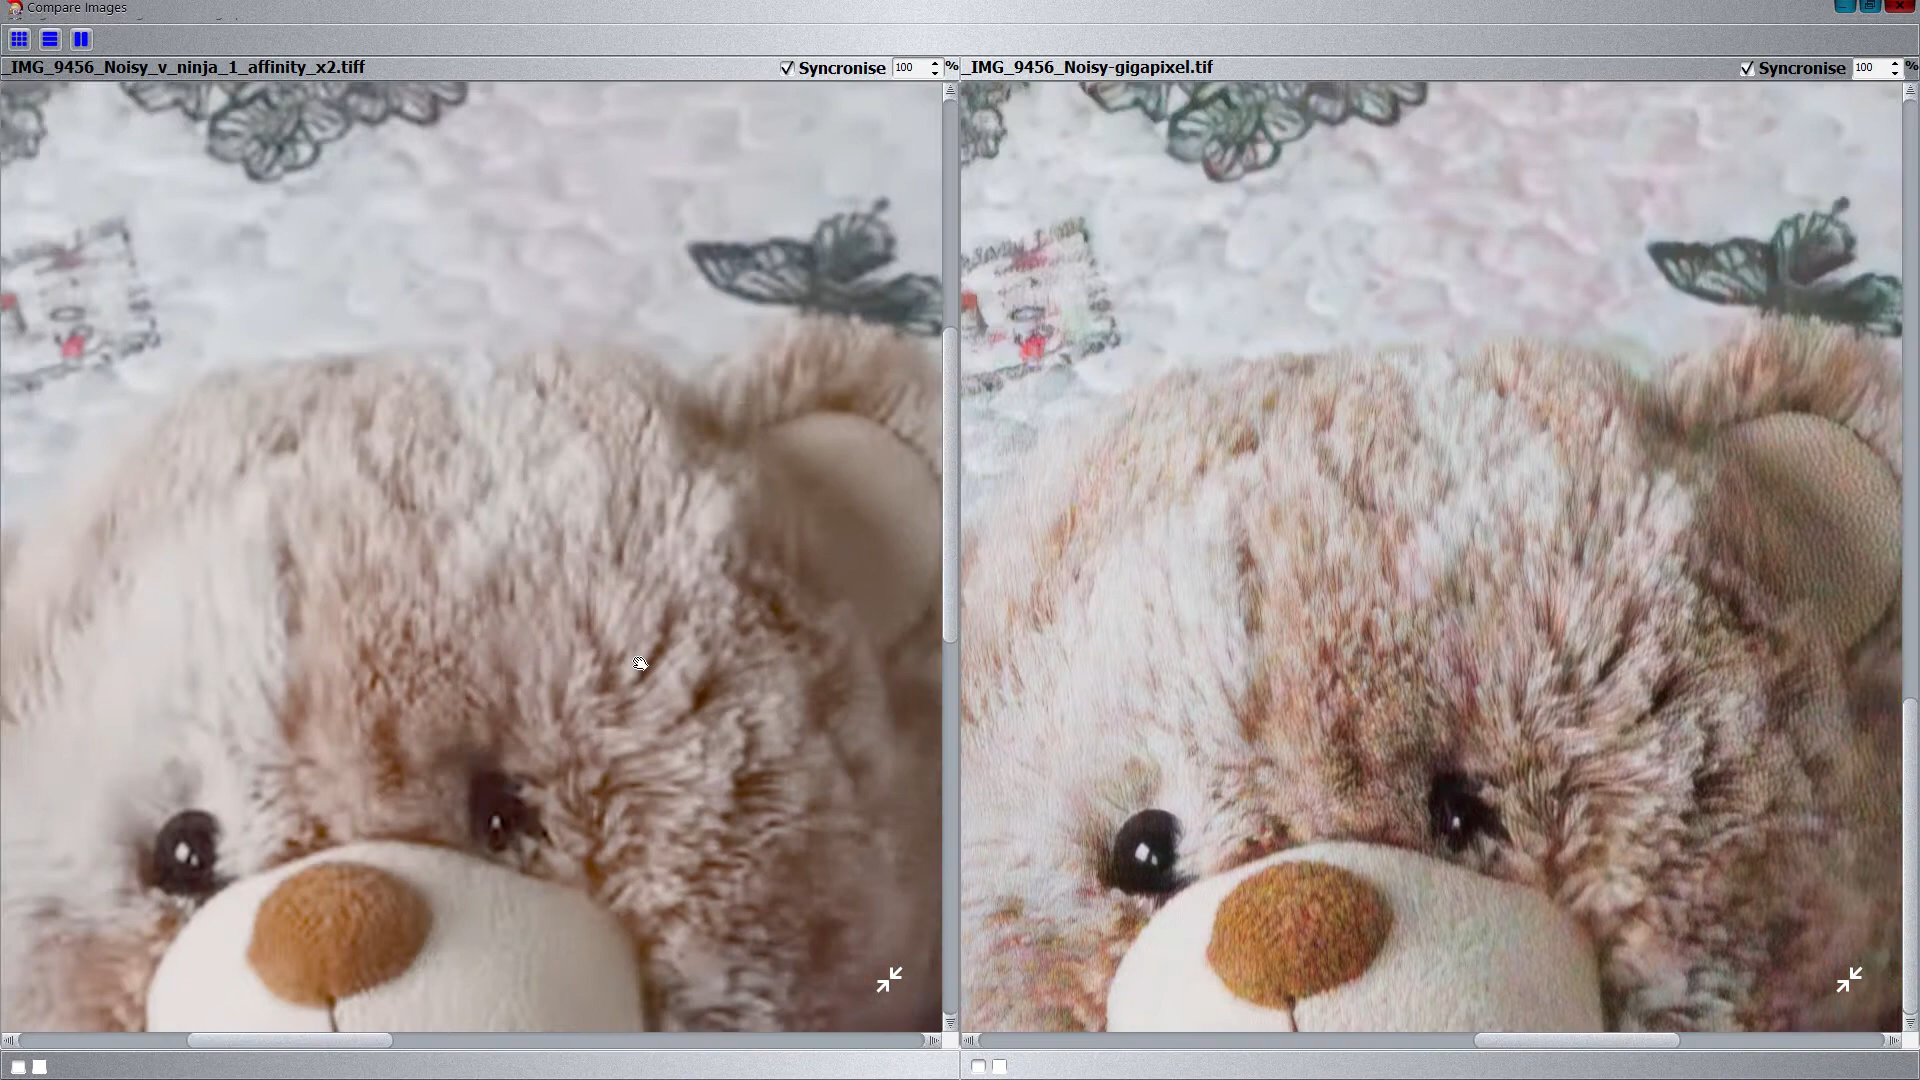 Compare Images
_IMG_9456_Noisy_v_ninja_1_affinity_x2.tiff Syncronise 100 %
_IMG_9456_Noisy-gigapixel.tif Syncronise 100 %